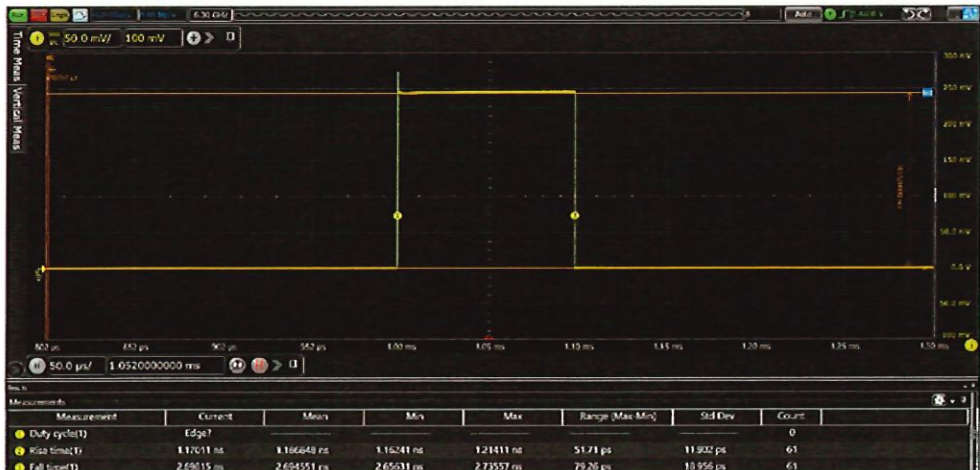 6.00 GHz
Auto
50.0 mV/
100 mV
Time Meas
Vertical Meas
300 mV
250 mV
200 mV
150 mV
100 mV
50.0 mV
0.0 V
50.0 mV
100 mV
802 µs
852 µs
902 µs
952 µs
1.00 ms
1.05 ms
1.10 ms
1.15 ms
1.20 ms
1.25 ms
1.30 ms
H
50.0 µs/
1.0520000000 ms
Results
Measurements
Measurement Current Mean Min Max Range (Max-Min) Std Dev Count
Duty cycle(1) Edge? 0
Rise time(1) 1.17011 ns 1.186848 ns 1.16241 ns 1.21411 ns 51.71 ps 11.902 ps 61
Fall time(1) 2.69815 ns 2.694551 ns 2.65631 ns 2.73557 ns 79.26 ps 18.956 ps 61